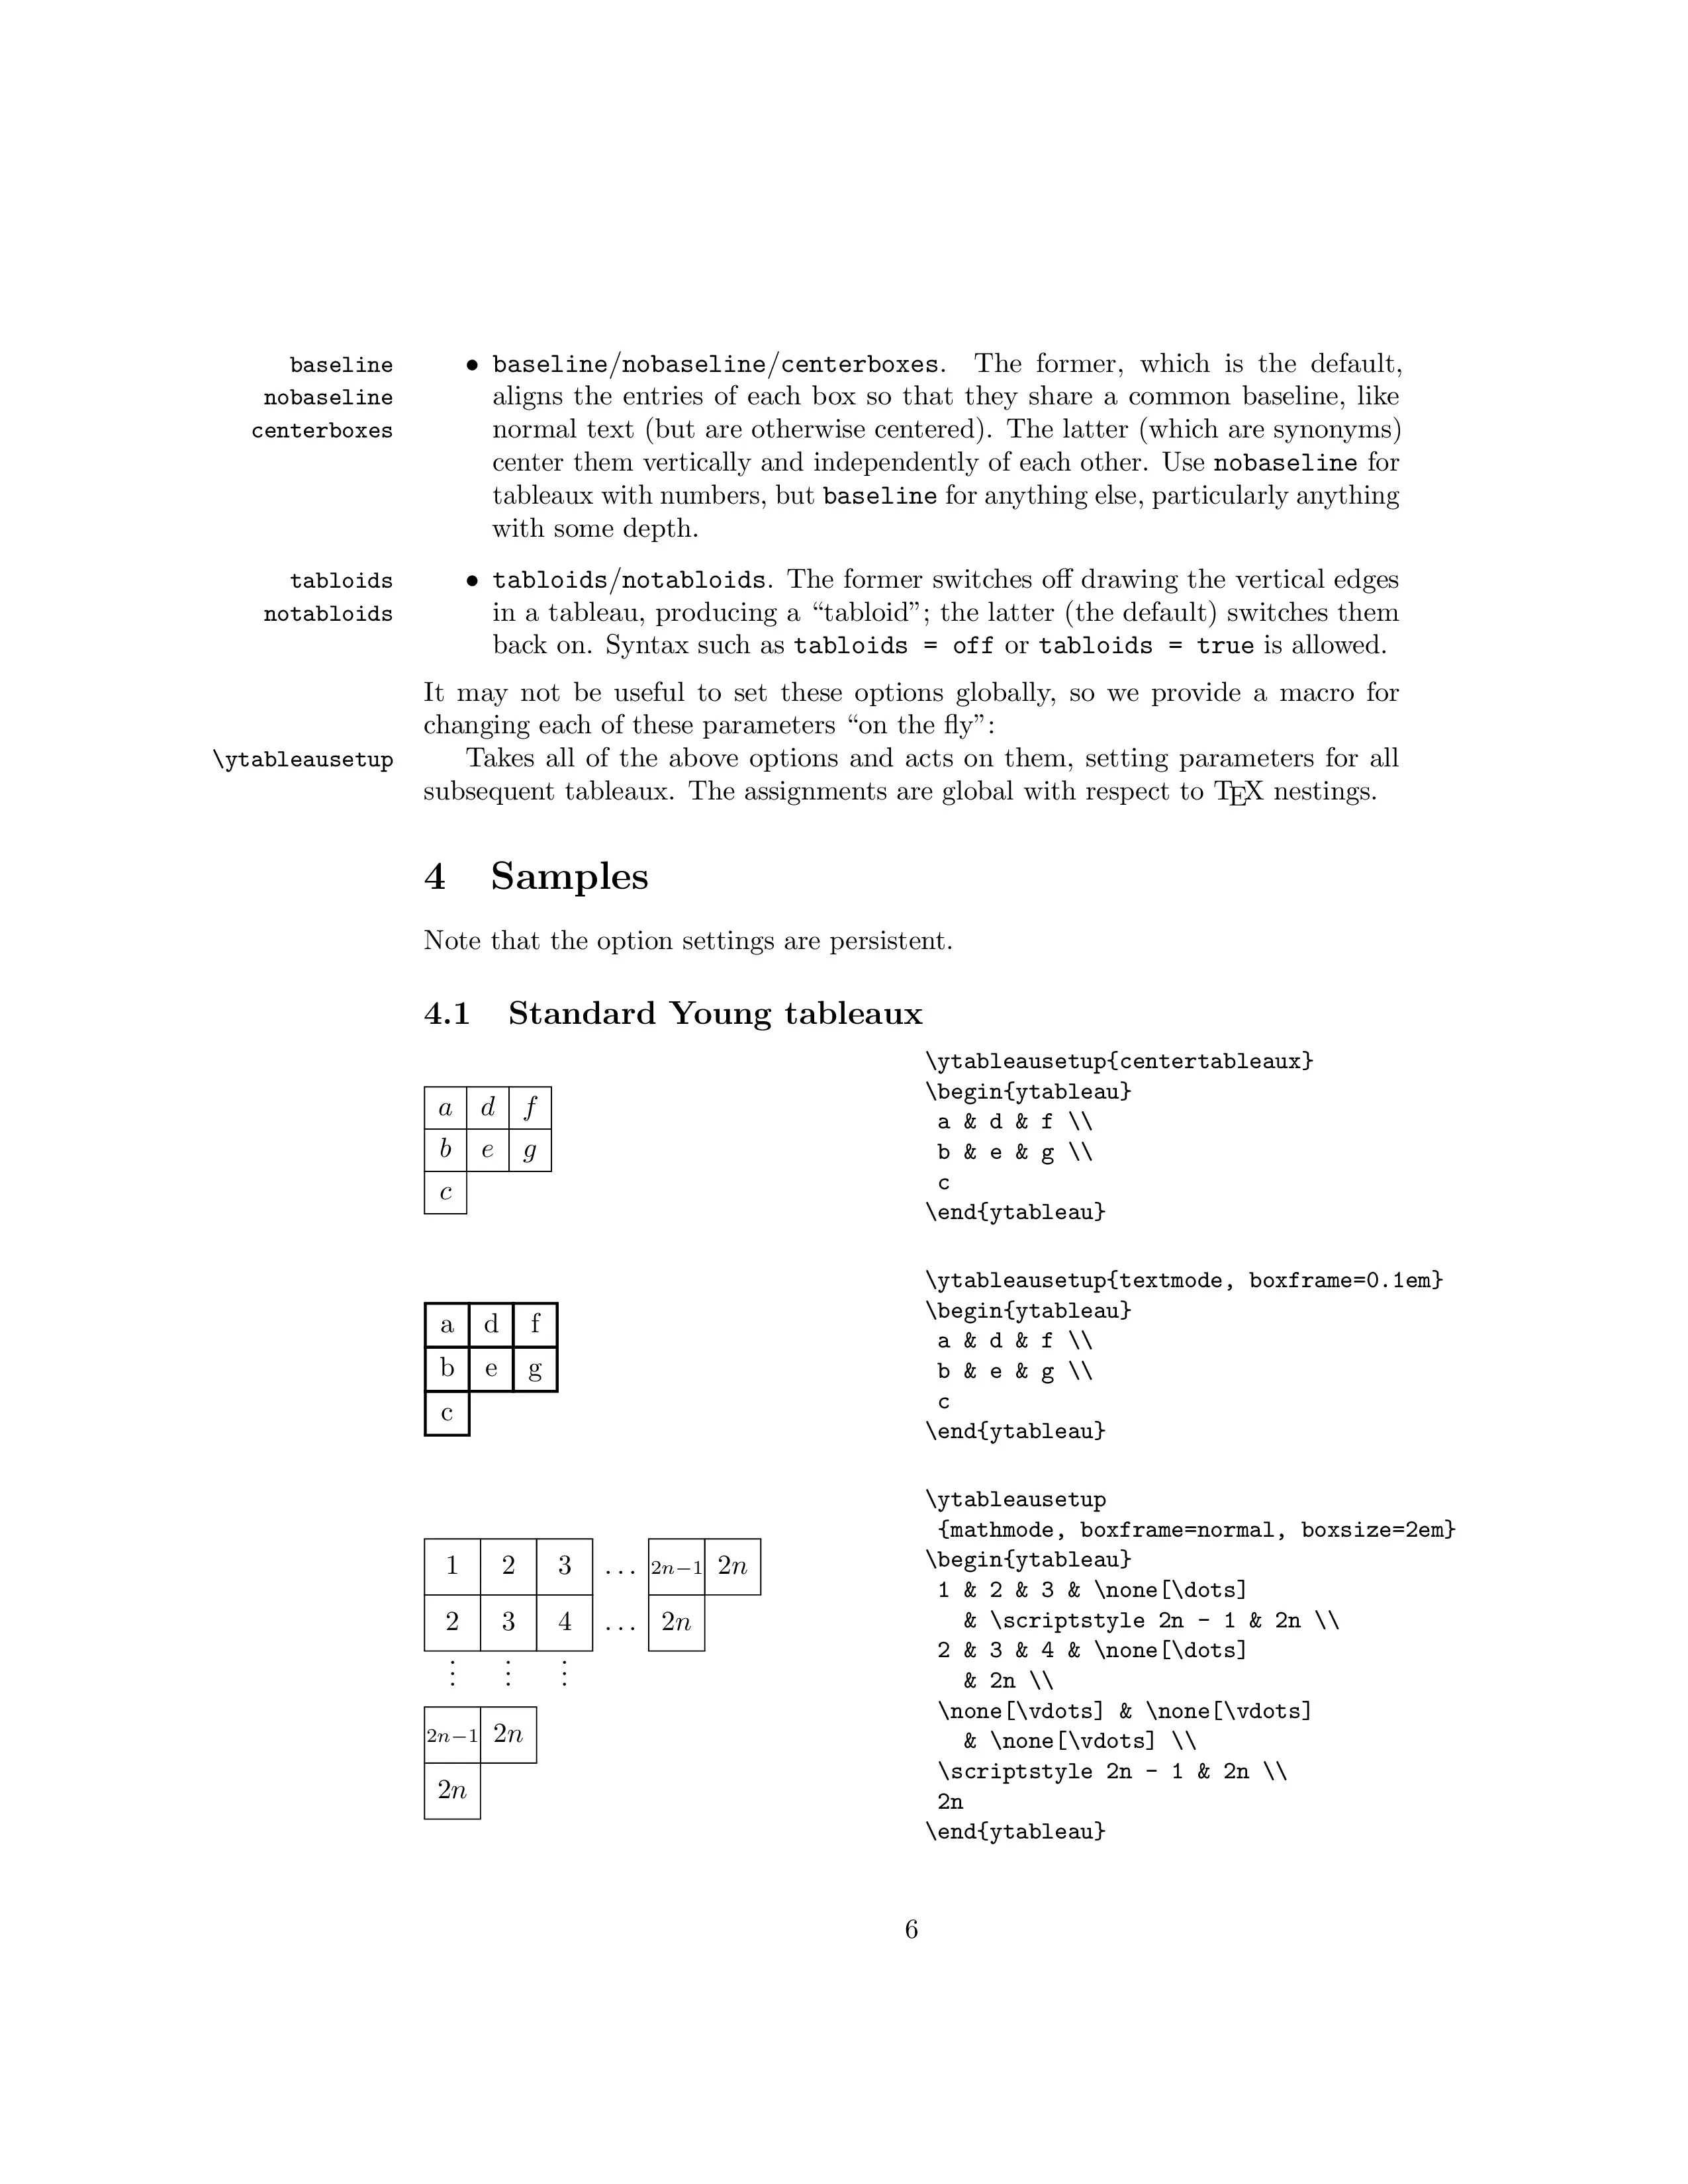 baseline • baseline/nobaseline/centerboxes. The former, which is the default,
nobaseline aligns the entries of each box so that they share a common baseline, like
centerboxes normal text (but are otherwise centered). The latter (which are synonyms)
center them vertically and independently of each other. Use nobaseline for
tableaux with numbers, but baseline for anything else, particularly anything
with some depth.
tabloids • tabloids/notabloids. The former switches off drawing the vertical edges
notabloids in a tableau, producing a “tabloid”; the latter (the default) switches them
back on. Syntax such as tabloids = off or tabloids = true is allowed.
It may not be useful to set these options globally, so we provide a macro for
changing each of these parameters “on the fly”:
\ytableausetup Takes all of the above options and acts on them, setting parameters for all
subsequent tableaux. The assignments are global with respect to TEX nestings.
4 Samples
Note that the option settings are persistent.
4.1 Standard Young tableaux
a d f
b e g
c
\ytableausetup{centertableaux}
\begin{ytableau}
a & d & f \\
b & e & g \\
c
\end{ytableau}
a d f
b e g
c
\ytableausetup{textmode, boxframe=0.1em}
\begin{ytableau}
a & d & f \\
b & e & g \\
c
\end{ytableau}
1 2 3 … 2n−1 2n
2 3 4 … 2n
⋮ ⋮ ⋮
2n−1 2n
2n
\ytableausetup
{mathmode, boxframe=normal, boxsize=2em}
\begin{ytableau}
1 & 2 & 3 & \none[\dots]
& \scriptstyle 2n - 1 & 2n \\
2 & 3 & 4 & \none[\dots]
& 2n \\
\none[\vdots] & \none[\vdots]
& \none[\vdots] \\
\scriptstyle 2n - 1 & 2n \\
2n
\end{ytableau}
6